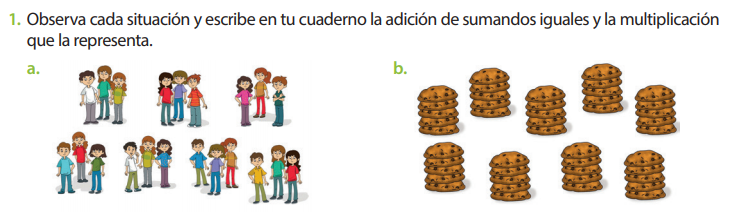 1. Observa cada situación y escribe en tu cuaderno la adición de sumandos iguales y la multiplicación
que la representa.
a.
b.